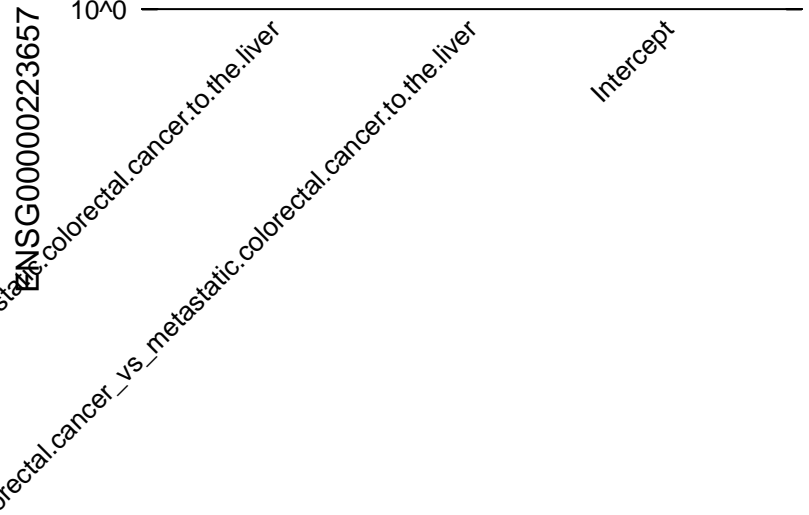 10^0
ENSG00000223657
static.colorectal.cancer.to.the.liver
orectal.cancer_vs_metastatic.colorectal.cancer.to.the.liver
Intercept